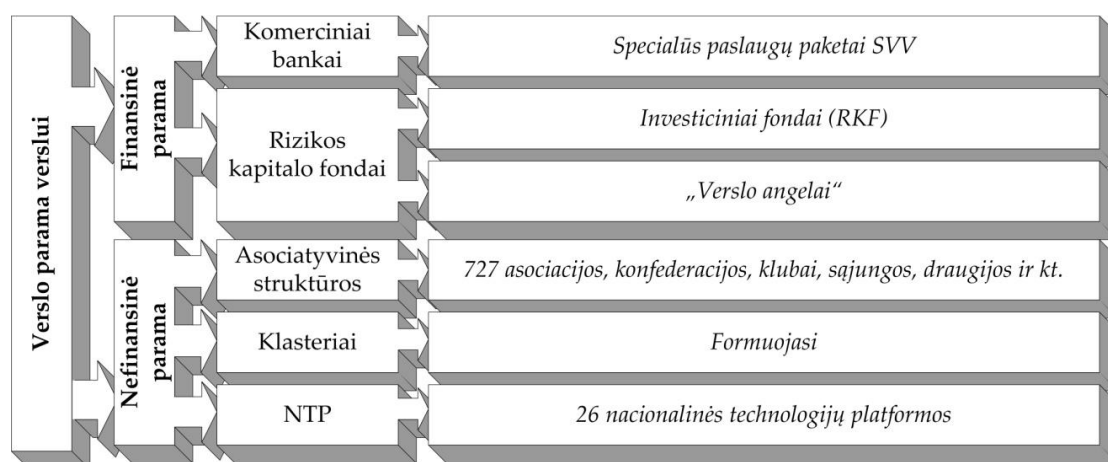 Verslo parama verslui
Finansinė
parama
Komerciniai
bankai
Specialūs paslaugų paketai SVV
Rizikos
kapitalo fondai
Investiciniai fondai (RKF)
„Verslo angelai“
Nefinansinė
parama
Asociatyvinės
struktūros
727 asociacijos, konfederacijos, klubai, sąjungos, draugijos ir kt.
Klasteriai
Formuojasi
NTP
26 nacionalinės technologijų platformos